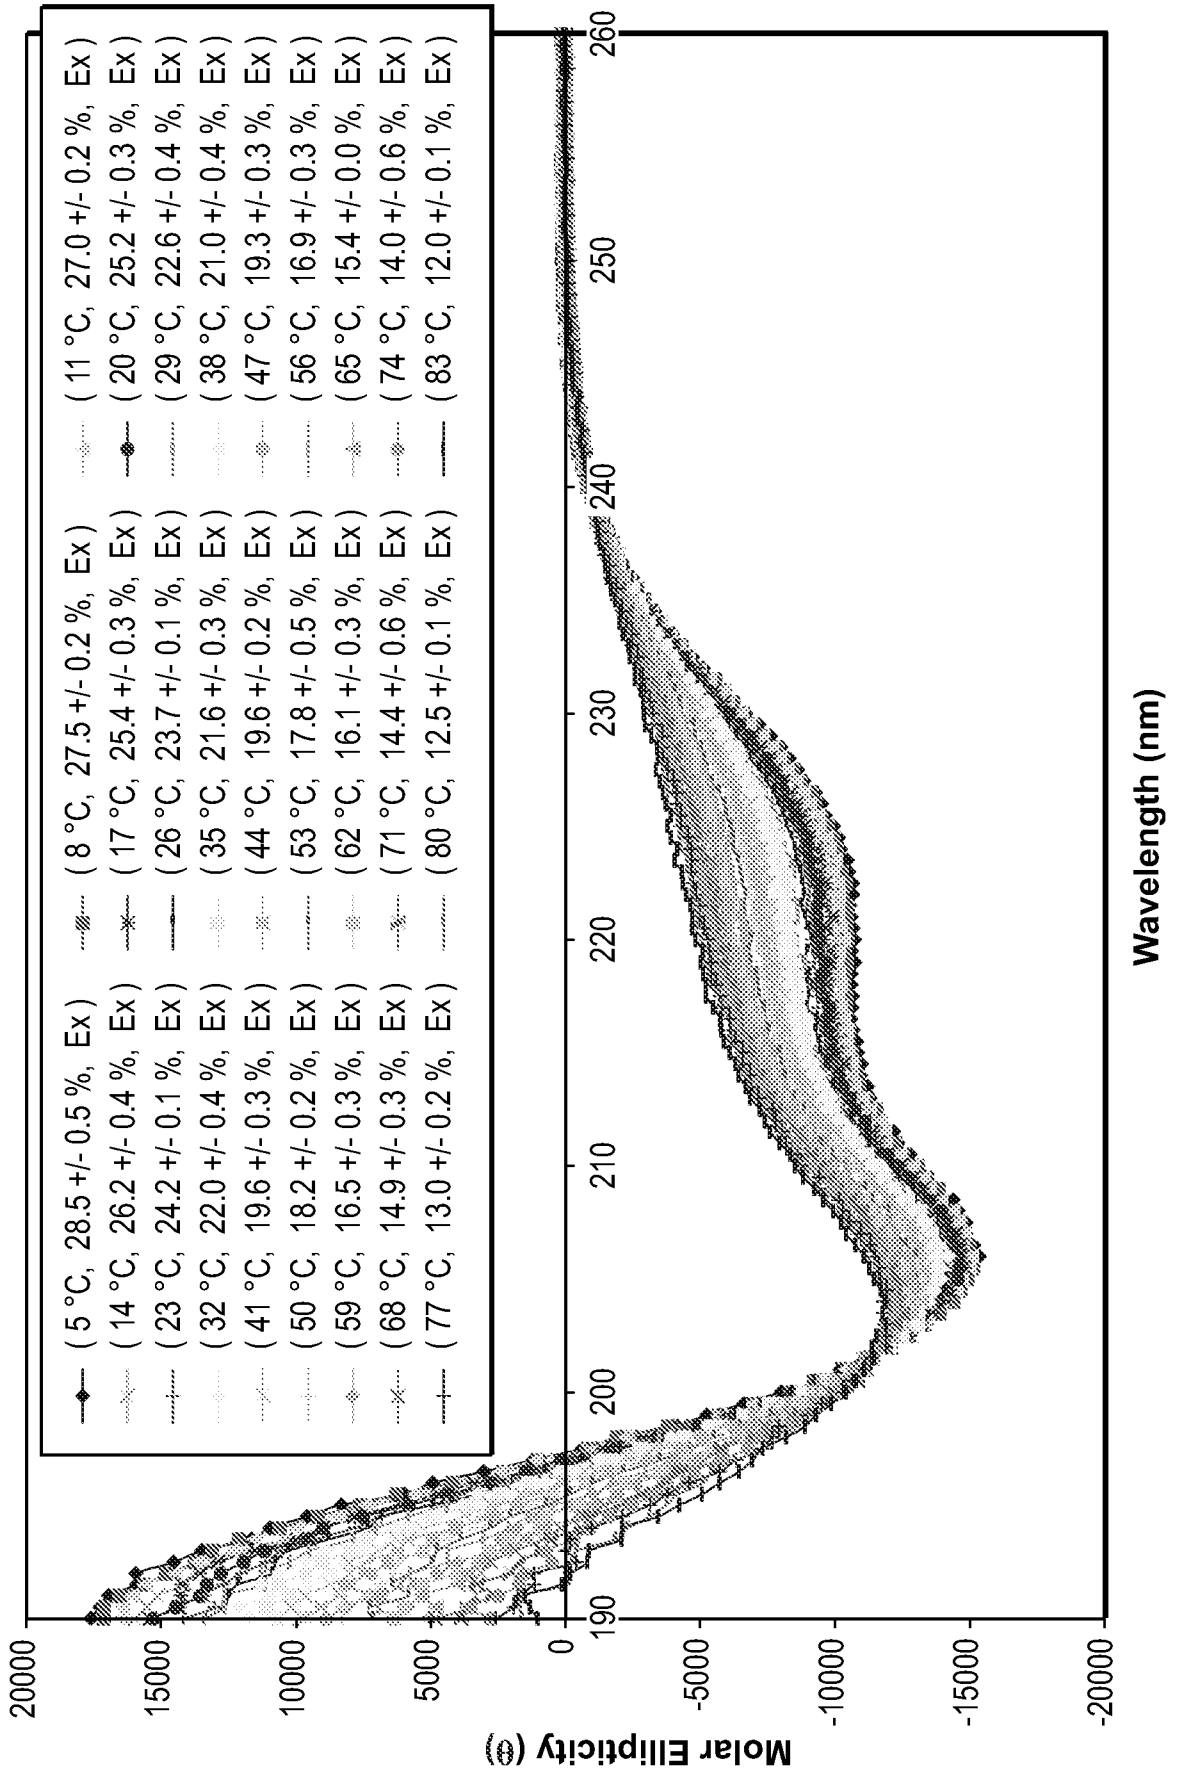 20000
15000
10000
5000
0
-5000
-10000
-15000
-20000
Molar Ellipticity (θ)
( 5 °C, 28.5 +/- 0.5 %, Ex )
( 8 °C, 27.5 +/- 0.2 %, Ex )
( 11 °C, 27.0 +/- 0.2 %, Ex )
( 14 °C, 26.2 +/- 0.4 %, Ex )
( 17 °C, 25.4 +/- 0.3 %, Ex )
( 20 °C, 25.2 +/- 0.3 %, Ex )
( 23 °C, 24.2 +/- 0.1 %, Ex )
( 26 °C, 23.7 +/- 0.1 %, Ex )
( 29 °C, 22.6 +/- 0.4 %, Ex )
( 32 °C, 22.0 +/- 0.4 %, Ex )
( 35 °C, 21.6 +/- 0.3 %, Ex )
( 38 °C, 21.0 +/- 0.4 %, Ex )
( 41 °C, 19.6 +/- 0.3 %, Ex )
( 44 °C, 19.6 +/- 0.2 %, Ex )
( 47 °C, 19.3 +/- 0.3 %, Ex )
( 50 °C, 18.2 +/- 0.2 %, Ex )
( 53 °C, 17.8 +/- 0.5 %, Ex )
( 56 °C, 16.9 +/- 0.3 %, Ex )
( 59 °C, 16.5 +/- 0.3 %, Ex )
( 62 °C, 16.1 +/- 0.3 %, Ex )
( 65 °C, 15.4 +/- 0.0 %, Ex )
( 68 °C, 14.9 +/- 0.3 %, Ex )
( 71 °C, 14.4 +/- 0.6 %, Ex )
( 74 °C, 14.0 +/- 0.6 %, Ex )
( 77 °C, 13.0 +/- 0.2 %, Ex )
( 80 °C, 12.5 +/- 0.1 %, Ex )
( 83 °C, 12.0 +/- 0.1 %, Ex )
190 200 210 220 230 240 250 260
Wavelength (nm)